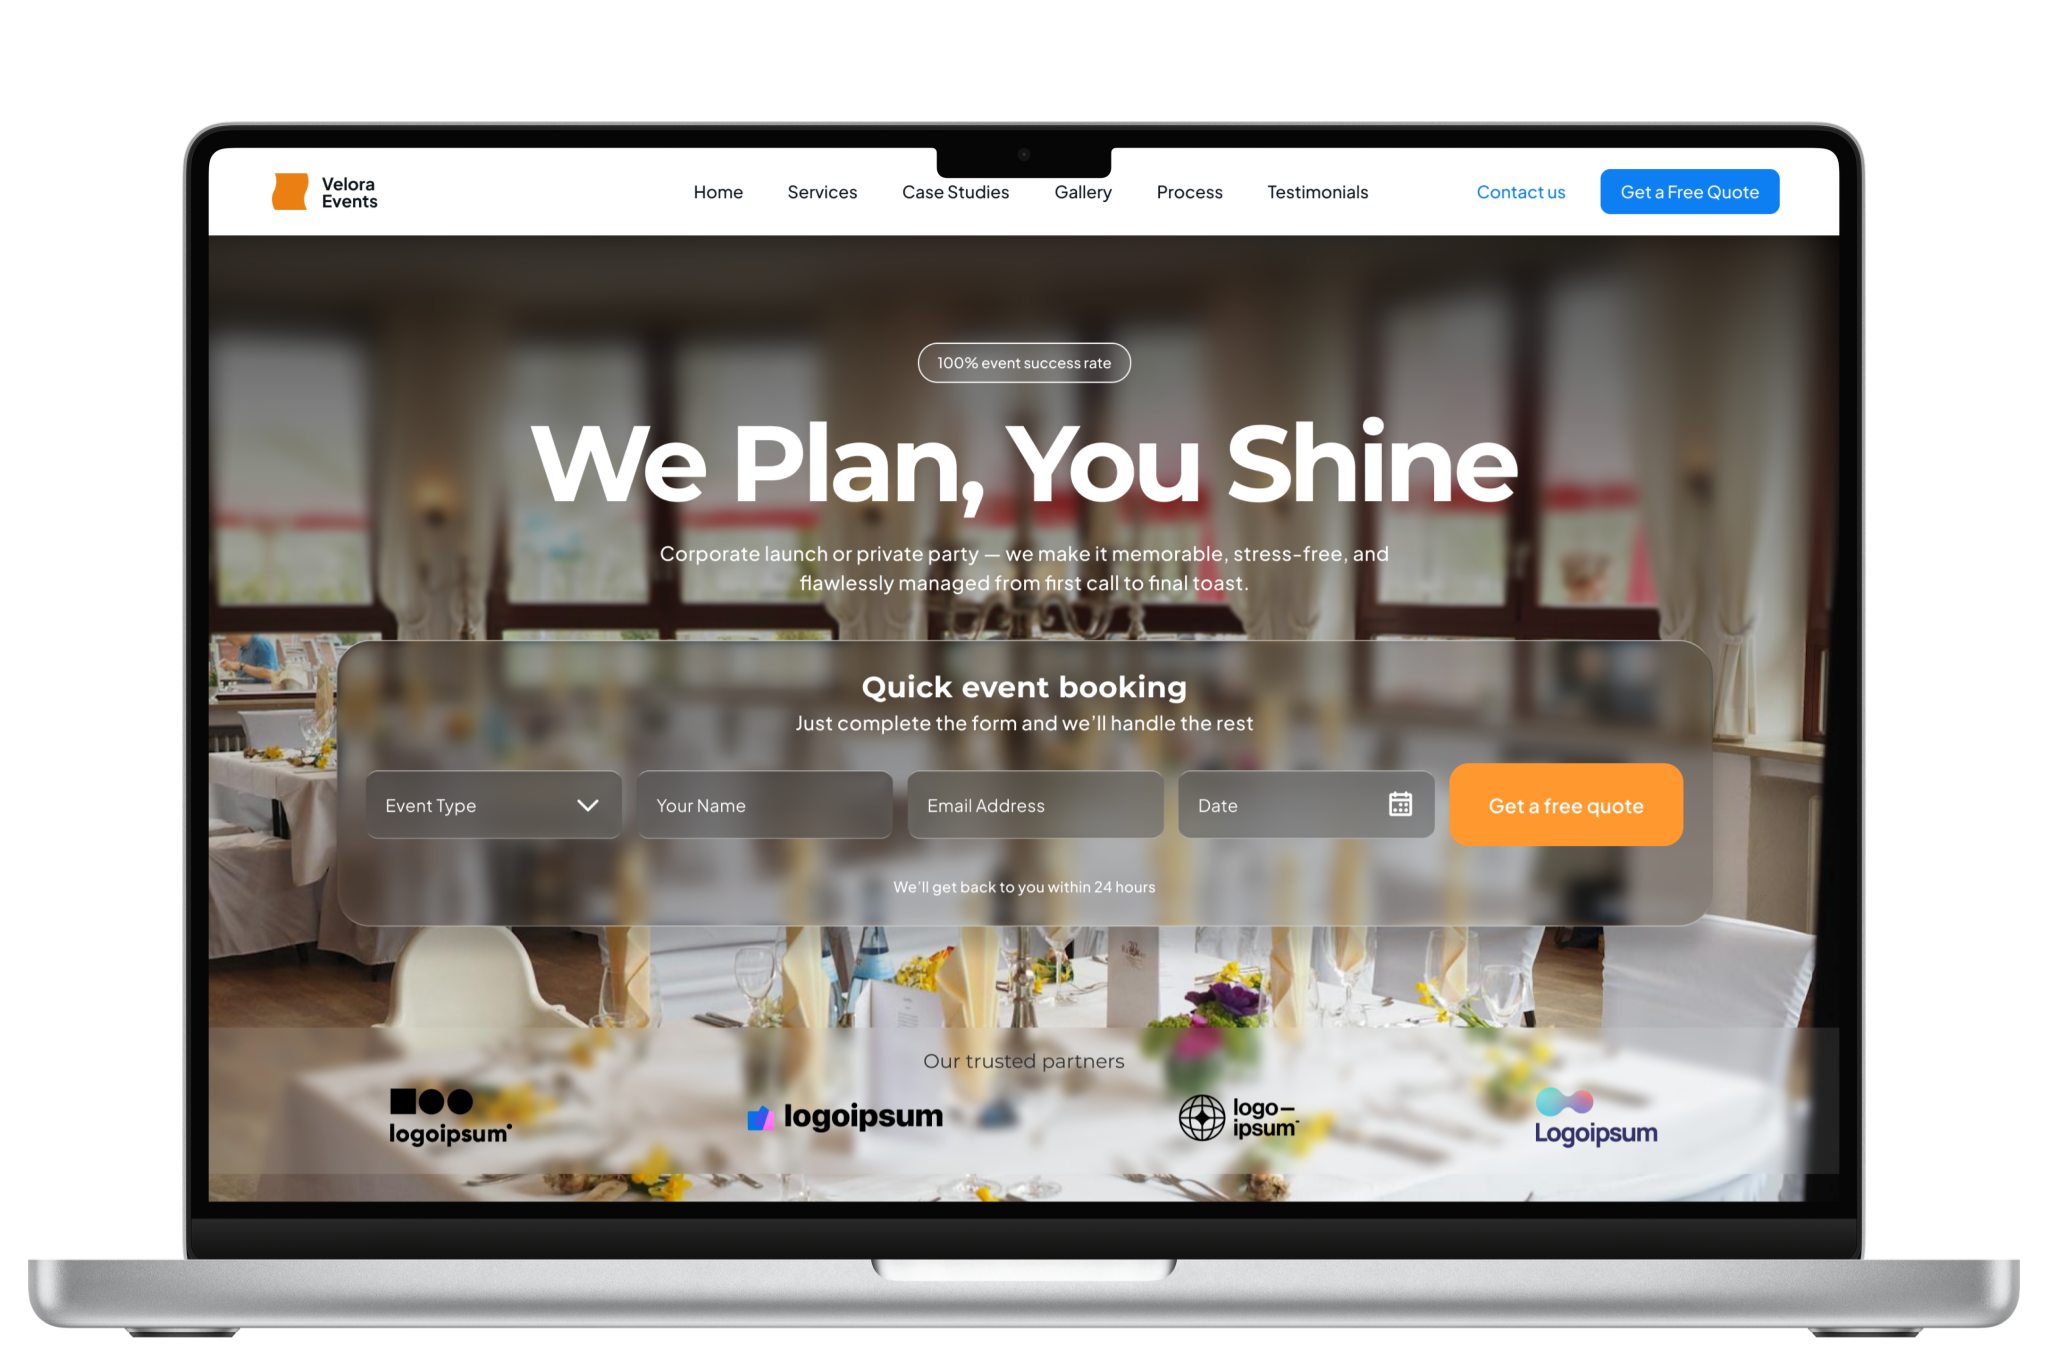 Velora
Events
Home
Services
Case Studies
Gallery
Process
Testimonials
Contact us
Get a Free Quote
100% event success rate
We Plan, You Shine
Corporate launch or private party — we make it memorable, stress-free, and
flawlessly managed from first call to final toast.
Quick event booking
Just complete the form and we'll handle the rest
Event Type
Your Name
Email Address
Date
Get a free quote
We'll get back to you within 24 hours
Our trusted partners
logoipsum
logoipsum
logo–
ipsum
Logoipsum